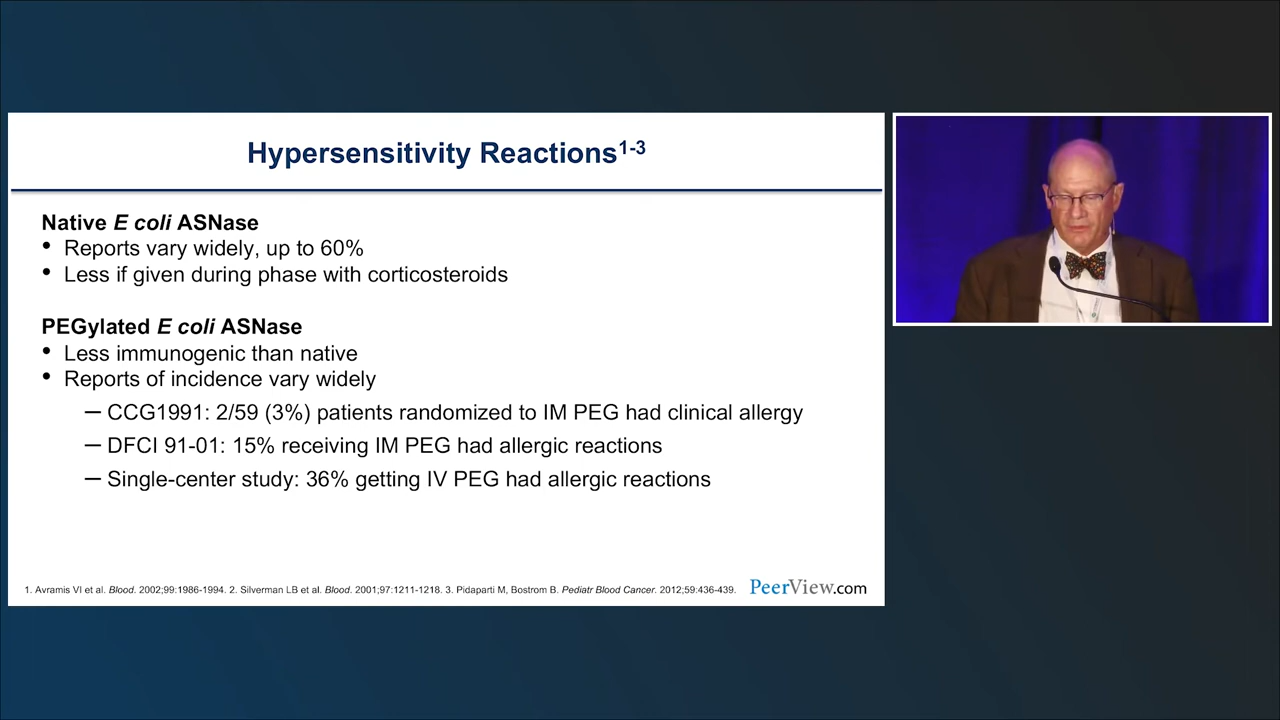 Hypersensitivity Reactions1-3
Native E coli ASNase
• Reports vary widely, up to 60%
• Less if given during phase with corticosteroids
PEGylated E coli ASNase
• Less immunogenic than native
• Reports of incidence vary widely
– CCG1991: 2/59 (3%) patients randomized to IM PEG had clinical allergy
– DFCI 91-01: 15% receiving IM PEG had allergic reactions
– Single-center study: 36% getting IV PEG had allergic reactions
1. Avramis VI et al. Blood. 2002;99:1986-1994. 2. Silverman LB et al. Blood. 2001;97:1211-1218. 3. Pidaparti M, Bostrom B. Pediatr Blood Cancer. 2012;59:436-439.
PeerView.com